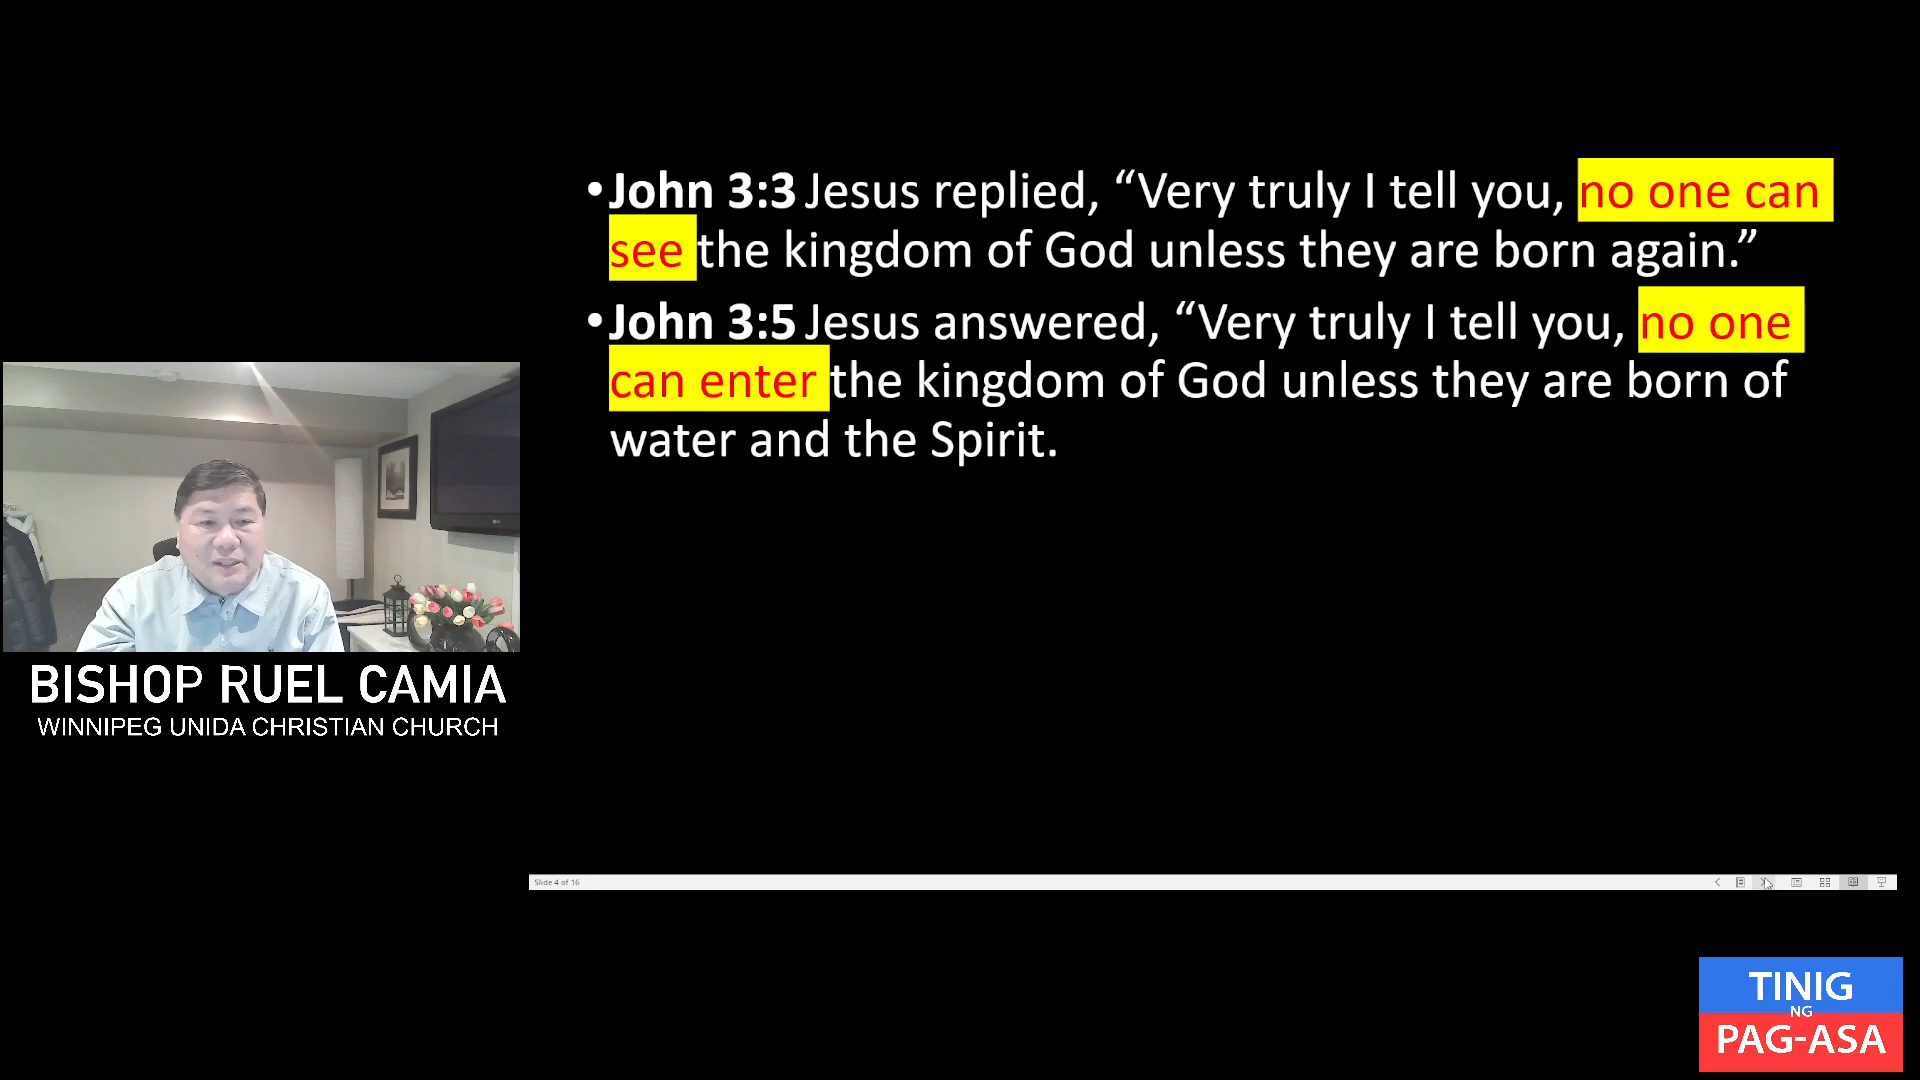 •John 3:3 Jesus replied, “Very truly I tell you, no one can
see the kingdom of God unless they are born again.”
•John 3:5 Jesus answered, “Very truly I tell you, no one
can enter the kingdom of God unless they are born of
water and the Spirit.
BISHOP RUEL CAMIA
WINNIPEG UNIDA CHRISTIAN CHURCH
Slide 4 of 16
TINIG
NG
PAG-ASA